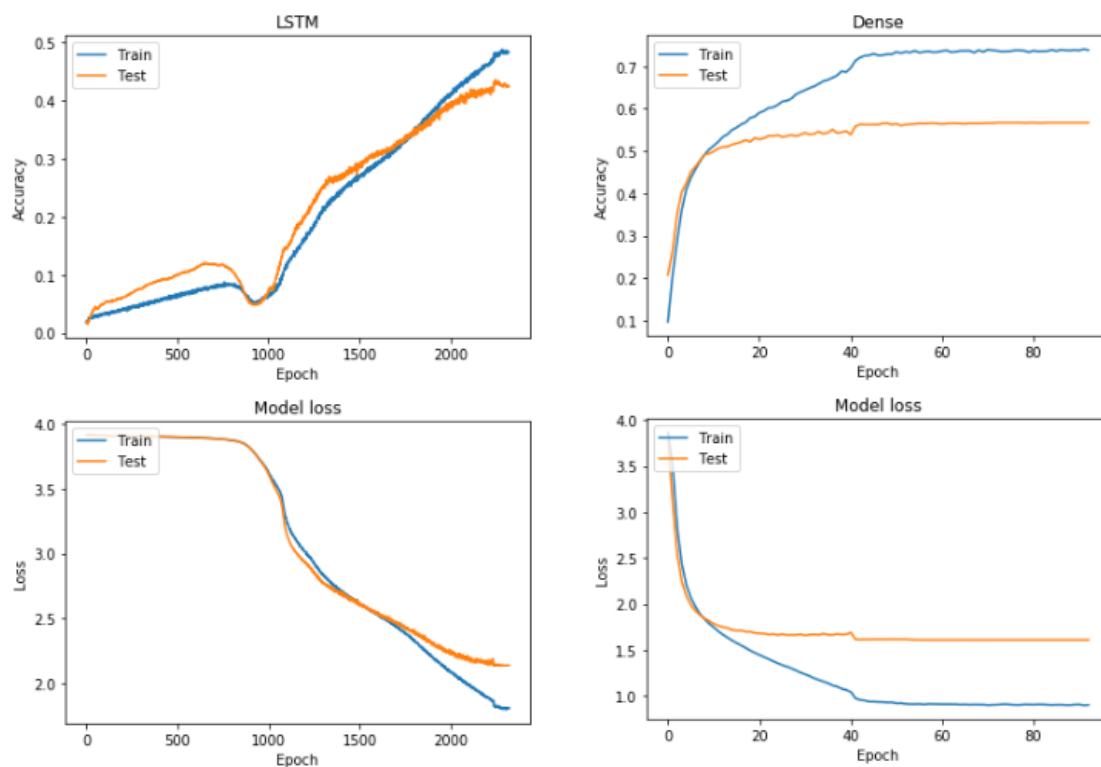 LSTM
0.5
0.4
0.3
0.2
0.1
0.0
Accuracy
Train
Test
0 500 1000 1500 2000
Epoch
Dense
0.7
0.6
0.5
0.4
0.3
0.2
0.1
Accuracy
Train
Test
0 20 40 60 80
Epoch
Model loss
4.0
3.5
3.0
2.5
2.0
Loss
Train
Test
0 500 1000 1500 2000
Epoch
Model loss
4.0
3.5
3.0
2.5
2.0
1.5
1.0
Loss
Train
Test
0 20 40 60 80
Epoch